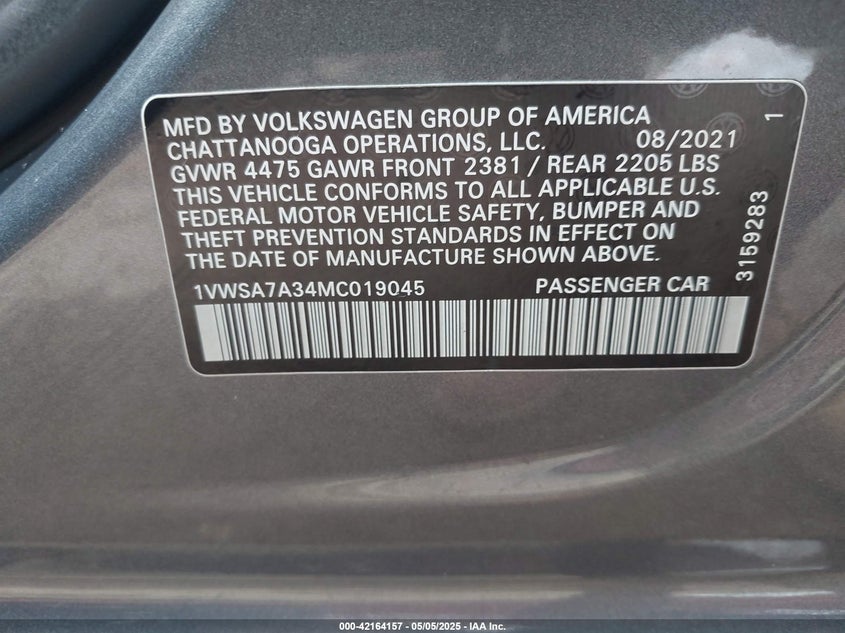 MFD BY VOLKSWAGEN GROUP OF AMERICA
CHATTANOOGA OPERATIONS, LLC. 08/2021 1
GVWR 4475 GAWR FRONT 2381 / REAR 2205 LBS
THIS VEHICLE CONFORMS TO ALL APPLICABLE U.S.
FEDERAL MOTOR VEHICLE SAFETY, BUMPER AND
THEFT PREVENTION STANDARDS IN EFFECT ON
THE DATE OF MANUFACTURE SHOWN ABOVE.
3159283
1VWSA7A34MC019045 PASSENGER CAR
000-42164157 - 05/05/2025 - IAA Inc.